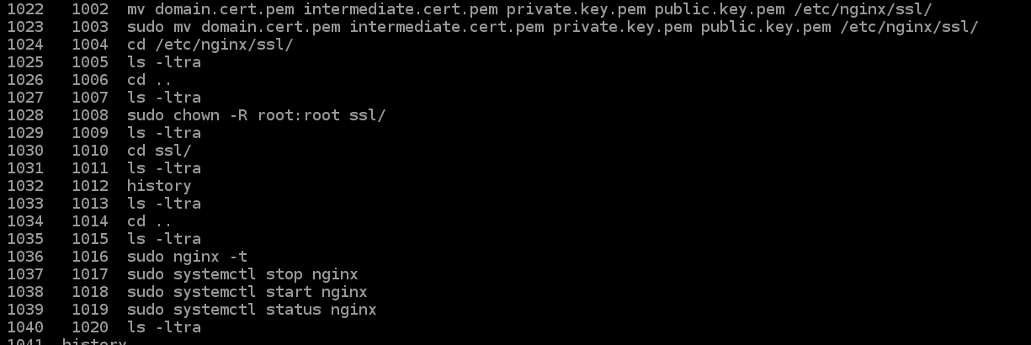 1022 1002 mv domain.cert.pem intermediate.cert.pem private.key.pem public.key.pem /etc/nginx/ssl/
1023 1003 sudo mv domain.cert.pem intermediate.cert.pem private.key.pem public.key.pem /etc/nginx/ssl/
1024 1004 cd /etc/nginx/ssl/
1025 1005 ls -ltra
1026 1006 cd ..
1027 1007 ls -ltra
1028 1008 sudo chown -R root:root ssl/
1029 1009 ls -ltra
1030 1010 cd ssl/
1031 1011 ls -ltra
1032 1012 history
1033 1013 ls -ltra
1034 1014 cd ..
1035 1015 ls -ltra
1036 1016 sudo nginx -t
1037 1017 sudo systemctl stop nginx
1038 1018 sudo systemctl start nginx
1039 1019 sudo systemctl status nginx
1040 1020 ls -ltra
1041 history